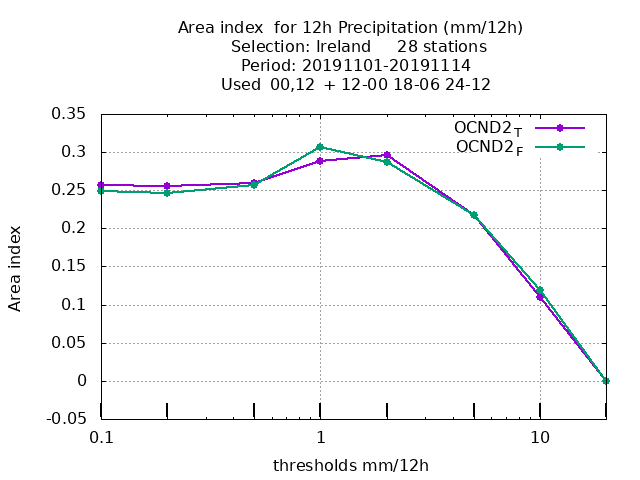 Area index  for 12h Precipitation (mm/12h)
Selection: Ireland     28 stations
Period: 20191101-20191114
Used  00,12  + 12-00 18-06 24-12
OCND2T
OCND2F
0.35
0.3
0.25
0.2
0.15
0.1
0.05
0
-0.05
Area index
0.1 1 10
thresholds mm/12h